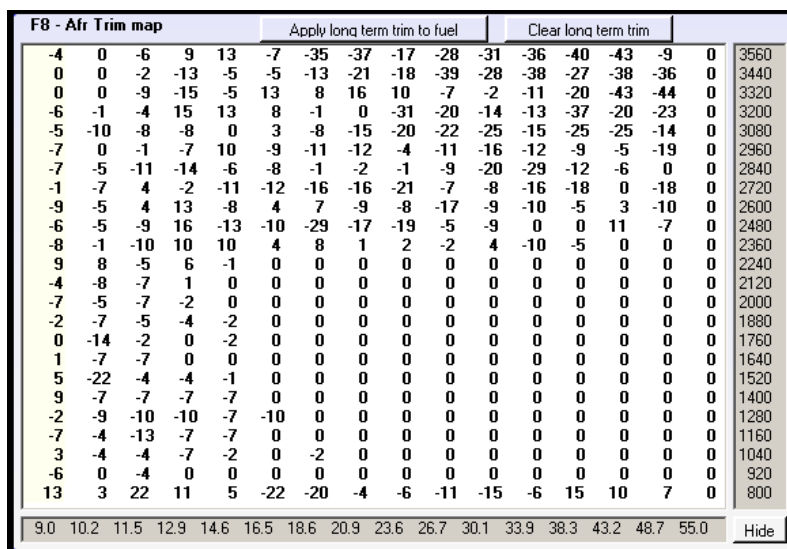 F8 - Afr Trim map Apply long term trim to fuel Clear long term trim
-4 0 -6 9 13 -7 -35 -37 -17 -28 -31 -36 -40 -43 -9 0 3560
0 0 -2 -13 -5 -5 -13 -21 -18 -39 -28 -38 -27 -38 -36 0 3440
0 0 -9 -15 -5 13 8 16 10 -7 -2 -11 -20 -43 -44 0 3320
-6 -1 -4 15 13 8 -1 0 -31 -20 -14 -13 -37 -20 -23 0 3200
-5 -10 -8 -8 0 3 -8 -15 -20 -22 -25 -15 -25 -25 -14 0 3080
-7 0 -1 -7 10 -9 -11 -12 -4 -11 -16 -12 -9 -5 -19 0 2960
-7 -5 -11 -14 -6 -8 -1 -2 -1 -9 -20 -29 -12 -6 0 0 2840
-1 -7 4 -2 -11 -12 -16 -16 -21 -7 -8 -16 -18 0 -18 0 2720
-9 -5 4 13 -8 4 7 -9 -8 -17 -9 -10 -5 3 -10 0 2600
-6 -5 -9 16 -13 -10 -29 -17 -19 -5 -9 0 0 11 -7 0 2480
-8 -1 -10 10 10 4 8 1 2 -2 4 -10 -5 0 0 0 2360
9 8 -5 6 -1 0 0 0 0 0 0 0 0 0 0 0 2240
-4 -8 -7 1 0 0 0 0 0 0 0 0 0 0 0 0 2120
-7 -5 -7 -2 0 0 0 0 0 0 0 0 0 0 0 0 2000
-2 -7 -5 -4 -2 0 0 0 0 0 0 0 0 0 0 0 1880
0 -14 -2 0 -2 0 0 0 0 0 0 0 0 0 0 0 1760
1 -7 -7 0 0 0 0 0 0 0 0 0 0 0 0 0 1640
5 -22 -4 -4 -1 0 0 0 0 0 0 0 0 0 0 0 1520
9 -7 -7 -7 -7 0 0 0 0 0 0 0 0 0 0 0 1400
-2 -9 -10 -10 -7 -10 0 0 0 0 0 0 0 0 0 0 1280
-7 -4 -13 -7 -7 0 0 0 0 0 0 0 0 0 0 0 1160
3 -4 -4 -7 -2 0 -2 0 0 0 0 0 0 0 0 0 1040
-6 0 -4 0 0 0 0 0 0 0 0 0 0 0 0 0 920
13 3 22 11 5 -22 -20 -4 -6 -11 -15 -6 15 10 7 0 800
9.0 10.2 11.5 12.9 14.6 16.5 18.6 20.9 23.6 26.7 30.1 33.9 38.3 43.2 48.7 55.0 Hide